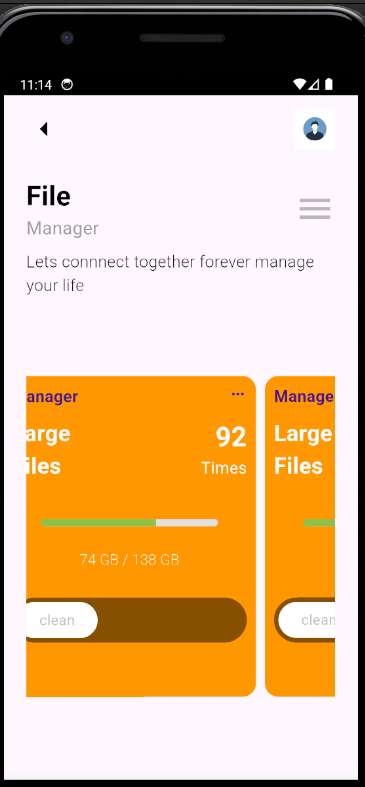 11:14
File
Manager
Lets connnect together forever manage
your life
anager
...
Manage
arge
92
Large
iles
Times
Files
74 GB / 138 GB
clean
clean